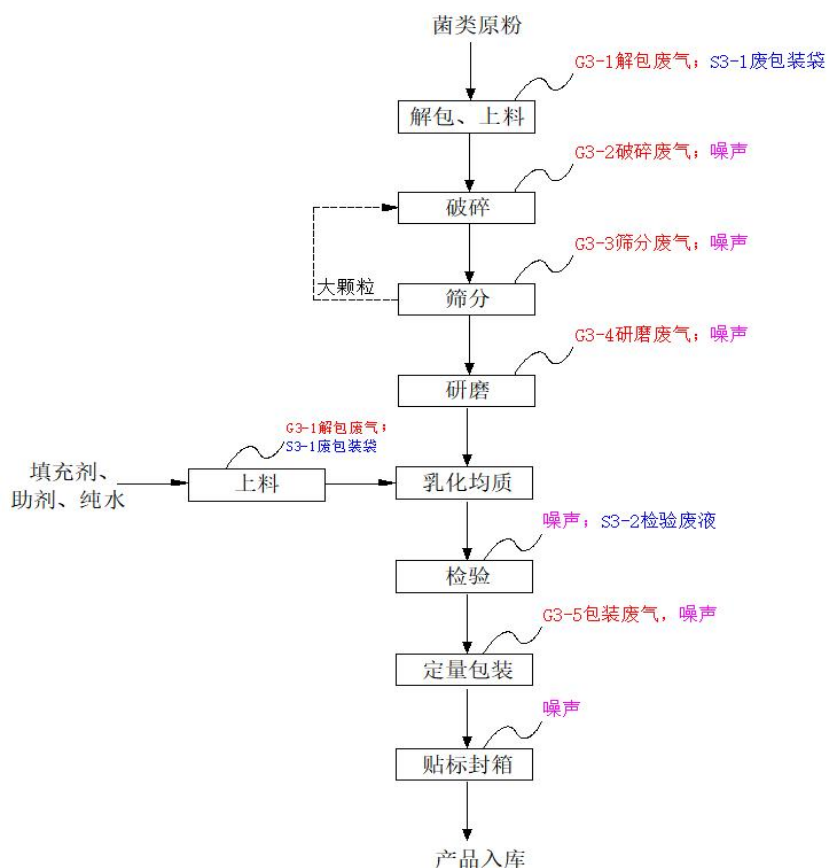 菌类原粉
G3-1解包废气；S3-1废包装袋
解包、上料
G3-2破碎废气；噪声
破碎
G3-3筛分废气；噪声
大颗粒
筛分
G3-4研磨废气；噪声
研磨
G3-1解包废气；
S3-1废包装袋
填充剂、
助剂、纯水
上料
乳化均质
噪声；S3-2检验废液
检验
G3-5包装废气，噪声
定量包装
噪声
贴标封箱
产品入库